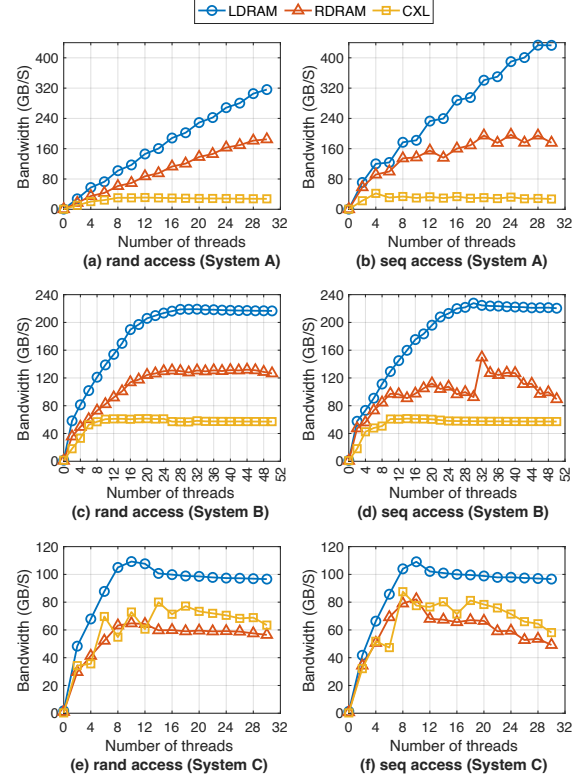 LDRAM RDRAM CXL
Bandwidth (GB/S)
400
320
240
160
80
0
0 4 8 12 16 20 24 28 32
Number of threads
(a) rand access (System A)
Bandwidth (GB/S)
400
320
240
160
80
0
0 4 8 12 16 20 24 28 32
Number of threads
(b) seq access (System A)
Bandwidth (GB/S)
240
200
160
120
80
40
0
0 4 8 12 16 20 24 28 32 36 40 44 48 52
Number of threads
(c) rand access (System B)
Bandwidth (GB/S)
240
200
160
120
80
40
0
0 4 8 12 16 20 24 28 32 36 40 44 48 52
Number of threads
(d) seq access (System B)
Bandwidth (GB/S)
120
100
80
60
40
20
0
0 4 8 12 16 20 24 28 32
Number of threads
(e) rand access (System C)
Bandwidth (GB/S)
120
100
80
60
40
20
0
0 4 8 12 16 20 24 28 32
Number of threads
(f) seq access (System C)